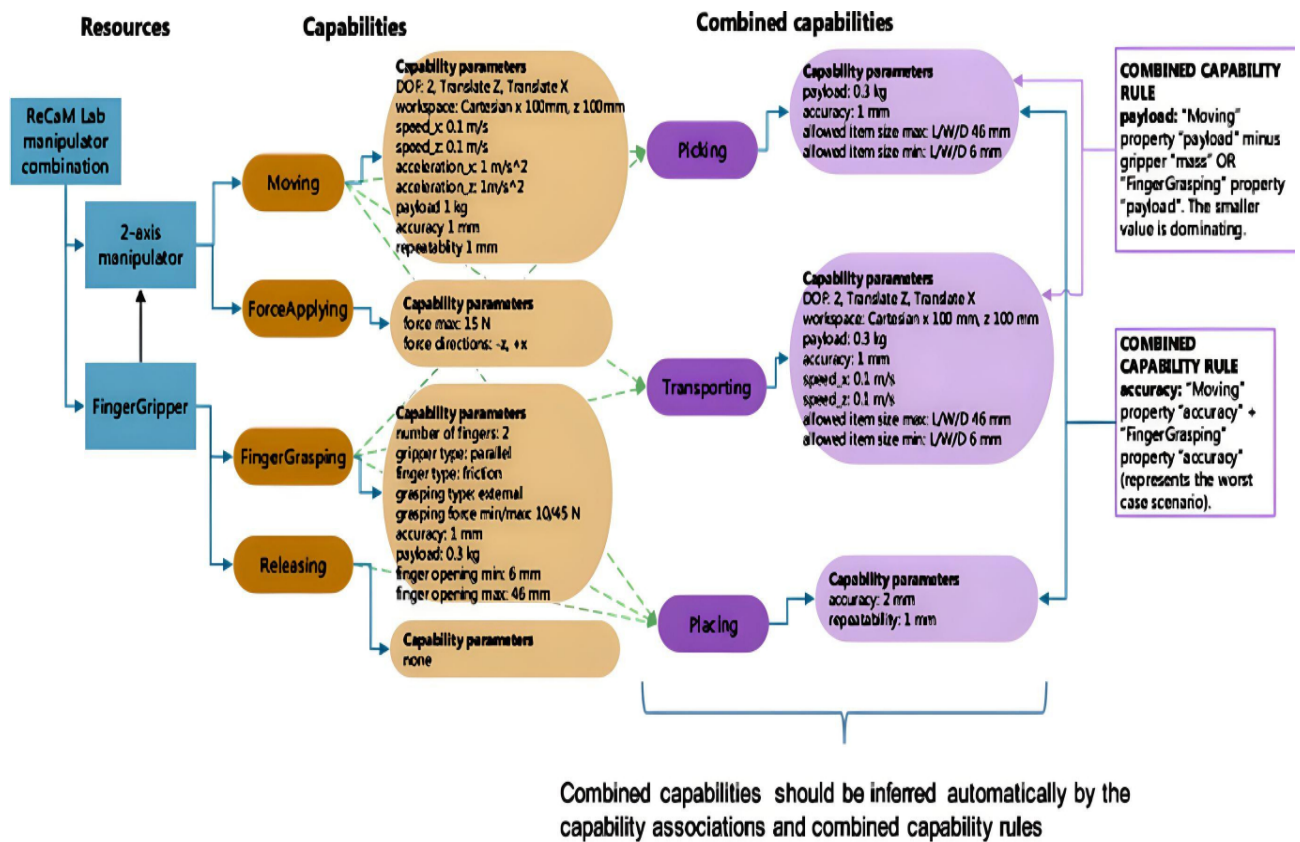 Resources
Capabilities
Combined capabilities
ReCaM Lab
manipulator
combination
2-axis
manipulator
FingerGripper
Moving
ForceApplying
FingerGrasping
Releasing
Capability parameters
DOF: 2, Translate Z, Translate X
workspace: Cartesian x 100mm, z 100mm
speed_x: 0.1 m/s
speed_z: 0.1 m/s
acceleration_x: 1 m/s^2
acceleration_z: 1m/s^2
payload 1 kg
accuracy 1 mm
repeatability 1 mm
Capability parameters
force max: 15 N
force directions: -z, +x
Capability parameters
number of fingers: 2
gripper type: parallel
finger type: friction
grasping type: external
grasping force min/max: 10/45 N
accuracy: 1 mm
payload: 0.3 kg
finger opening min: 6 mm
finger opening max: 46 mm
Capability parameters
none
Picking
Transporting
Placing
Capability parameters
payload: 0.3 kg
accuracy: 1 mm
allowed item size max: L/W/D 46 mm
allowed item size min: L/W/D 6 mm
Capability parameters
DOF: 2, Translate Z, Translate X
workspace: Cartesian x 100 mm, z 100 mm
payload: 0.3 kg
accuracy: 1 mm
speed_x: 0.1 m/s
speed_z: 0.1 m/s
allowed item size max: L/W/D 46 mm
allowed item size min: L/W/D 6 mm
Capability parameters
accuracy: 2 mm
repeatability: 1 mm
COMBINED CAPABILITY
RULE
payload: "Moving"
property "payload" minus
gripper "mass" OR
"FingerGrasping" property
"payload". The smaller
value is dominating.
COMBINED
CAPABILITY RULE
accuracy: "Moving"
property "accuracy" +
"FingerGrasping"
property "accuracy"
(represents the worst
case scenario).
Combined capabilities should be inferred automatically by the
capability associations and combined capability rules